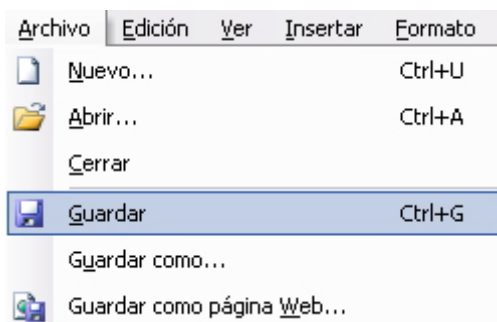 Archivo Edición Ver Insertar Formato
Nuevo... Ctrl+U
Abrir... Ctrl+A
Cerrar
Guardar Ctrl+G
Guardar como...
Guardar como página Web...